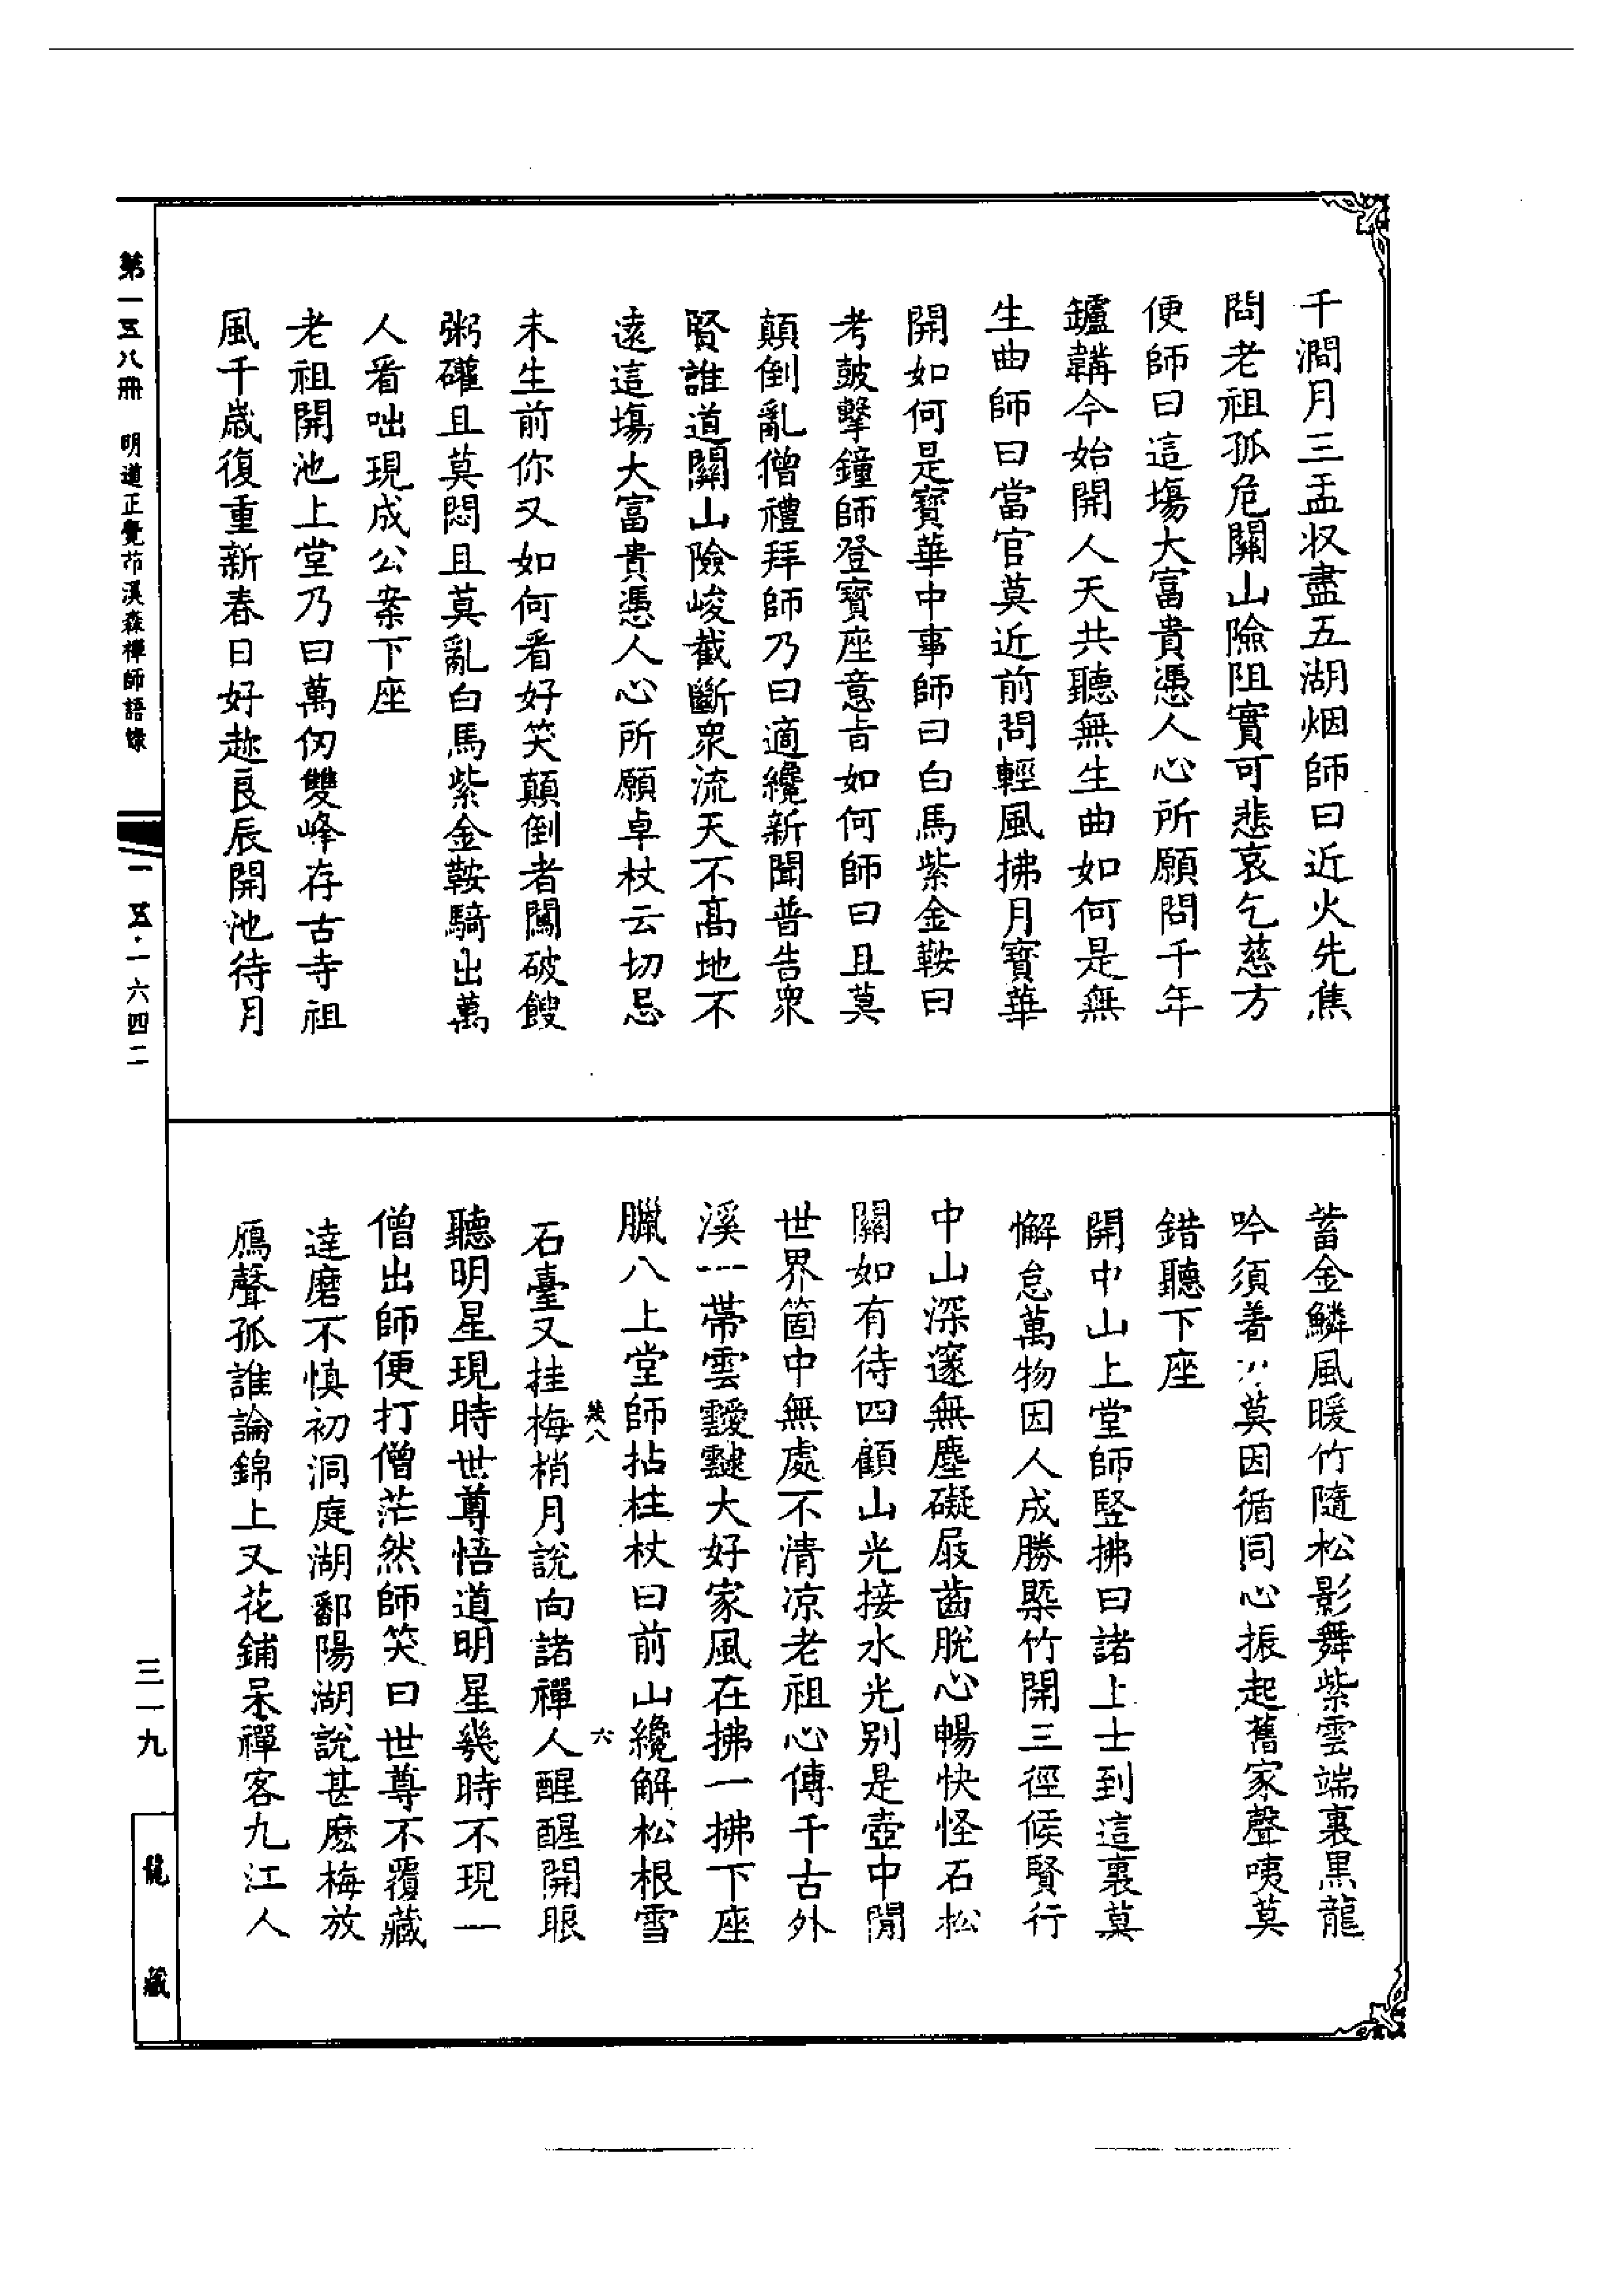 千澗月三盂収盡五湖烟師曰近火先焦
問老祖孤危關山險阻實可悲哀乞慈方
便師曰這塲大富貴憑人心所願問千年
鑪韝今始開人天共聽無生曲如何是無
生曲師曰當官莫近前問輕風拂月寳華
開如何是寳華中事師曰白馬紫金鞍曰
考皷擊鐘師登寳座意旨如何師曰且莫
顛倒亂僧禮拜師乃曰適纔新聞普告衆
賢誰道關山險峻截斷衆流天不髙地不
遠這塲大富貴憑人心所願卓杖云切忌
未生前你又如何看好笑顛倒者闖破餿
粥礶且莫悶且莫亂白馬紫金鞍騎出萬
人看咄現成公案下座
老祖開池上堂乃曰萬仭雙峰存古寺祖
風千歳復重新春日好趂良辰開池待月
蓄金鱗風暖竹隨松影舞紫雲端裏黒龍
吟須着莫因循同心振起舊家聲咦莫
錯聽下座
開中山上堂師竪拂曰諸上士到這裏莫
懈怠萬物因人成勝槩竹開三徑候賢行
中山深邃無塵礙屐齒脫心暢快怪石松
關如有待四顧山光接水光别是壺中閒
世界箇中無處不清凉老祖心傳千古外
溪一帶雲靉靆大好家風在拂一拂下座
臘八上堂師拈拄杖曰前山纔解松根雪
茂八 六
石臺又挂梅梢月說向諸禪人醒醒開眼
聽明星現時世尊悟道明星幾時不現一
僧出師便打僧茫然師笑曰世尊不覆藏
達磨不慎初洞庭湖鄱陽湖說甚麽梅放
鴈聲孤誰論錦上又花鋪呆禪客九江人
第一五八冊 明道正覺茚溪森禪師語錄
一五·一六四二
三一九
龍藏